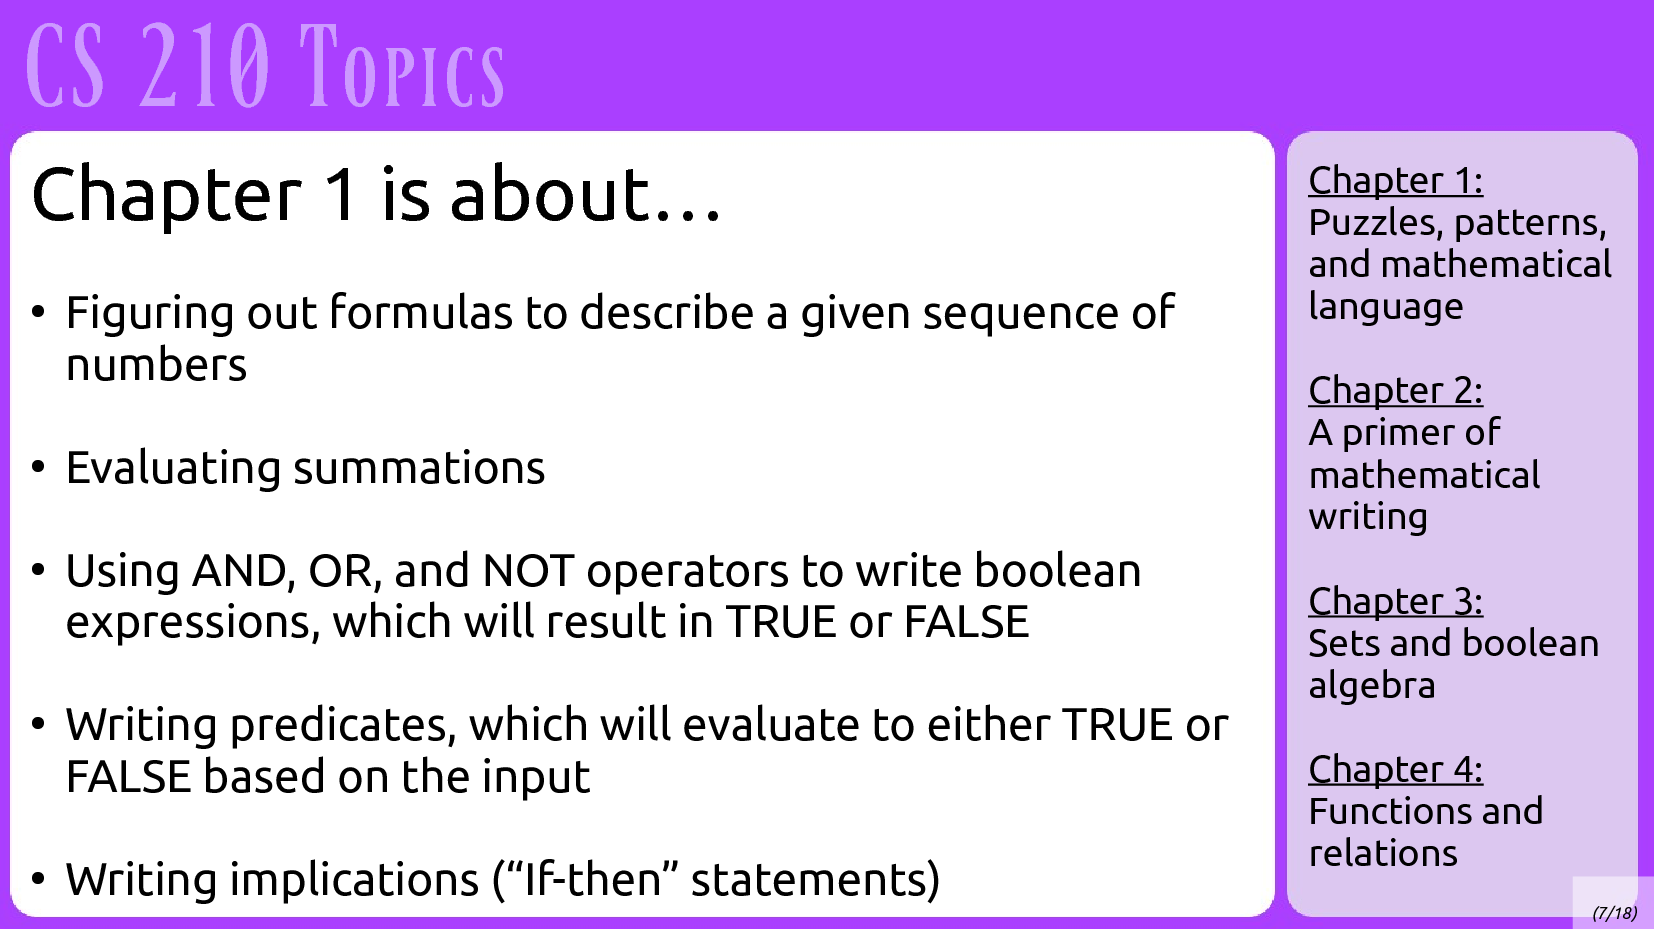 CS 210 Topics
Chapter 1 is about…
• Figuring out formulas to describe a given sequence of
numbers
• Evaluating summations
• Using AND, OR, and NOT operators to write boolean
expressions, which will result in TRUE or FALSE
• Writing predicates, which will evaluate to either TRUE or
FALSE based on the input
• Writing implications (“If-then” statements)
Chapter 1:
Puzzles, patterns,
and mathematical
language
Chapter 2:
A primer of
mathematical
writing
Chapter 3:
Sets and boolean
algebra
Chapter 4:
Functions and
relations
(7/18)